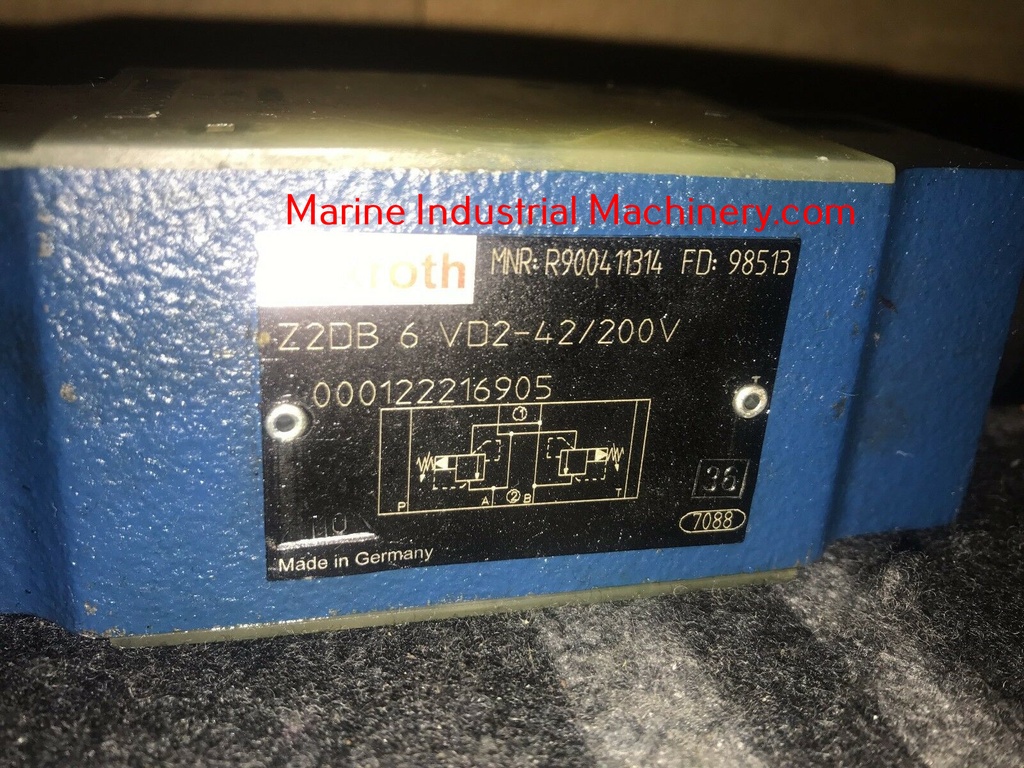 Marine Industrial Machinery.com
roth MNR: R900411314 FD: 98513
Z2DB 6 VD2-42/200V
000122216905
1
P A 2 B T
36
7088
Made in Germany